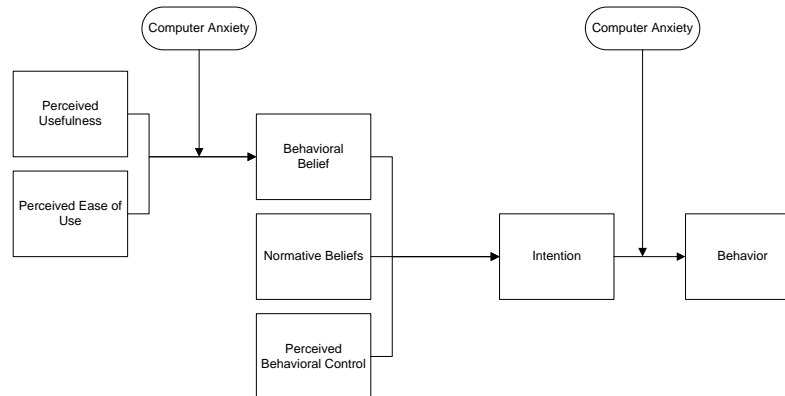 Computer Anxiety
Computer Anxiety
Perceived
Usefulness
Behavioral
Belief
Perceived Ease of
Use
Normative Beliefs
Intention
Behavior
Perceived
Behavioral Control